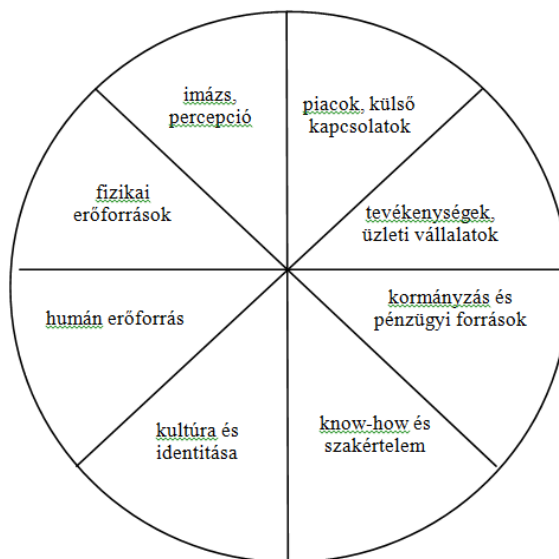 imázs,
percepció
piacok, külső
kapcsolatok
fizikai
erőforrások
tevékenységek,
üzleti vállalatok
humán erőforrás
kormányzás és
pénzügyi források
kultúra és
identitása
know-how és
szakértelem